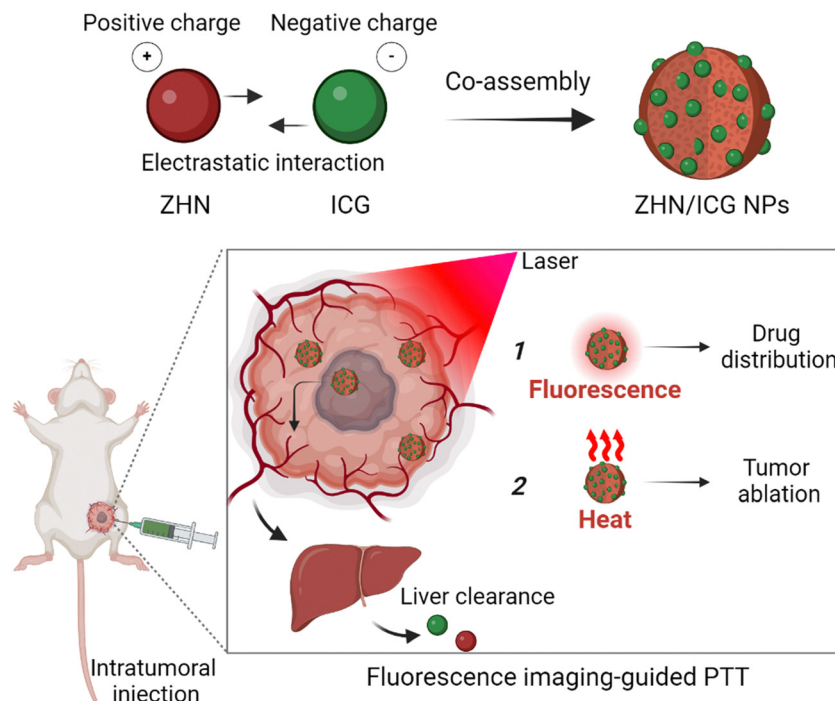 Positive charge
Negative charge
+
-
Co-assembly
Electrastatic interaction
ZHN
ICG
ZHN/ICG NPs
Laser
1
Fluorescence
Drug
distribution
2
Heat
Tumor
ablation
Liver clearance
Intratumoral
injection
Fluorescence imaging-guided PTT